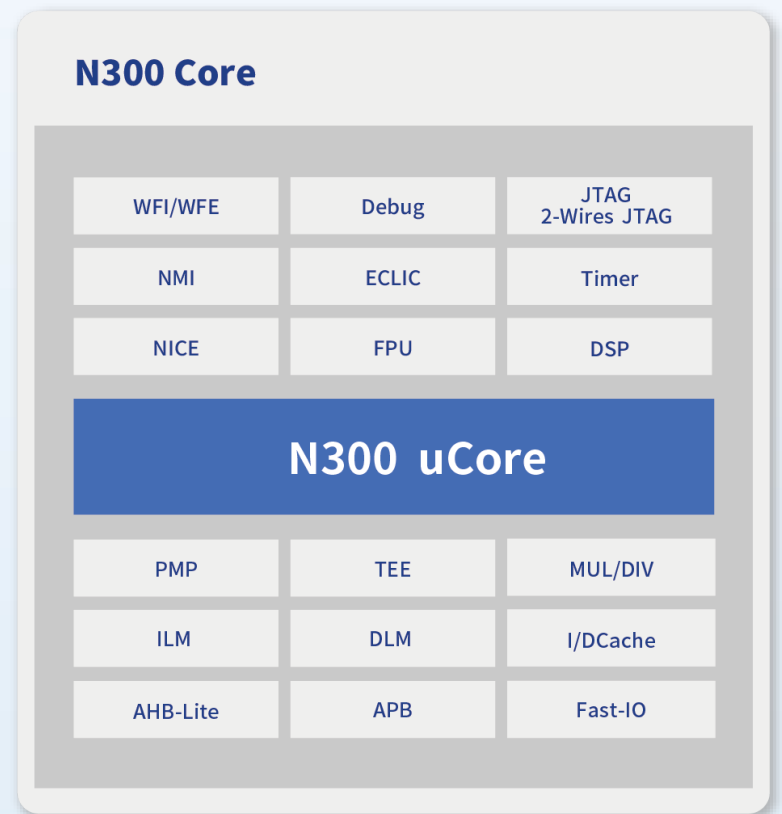 N300 Core
WFI/WFE
Debug
JTAG
2-Wires JTAG
NMI
ECLIC
Timer
NICE
FPU
DSP
N300 uCore
PMP
TEE
MUL/DIV
ILM
DLM
I/DCache
AHB-Lite
APB
Fast-IO